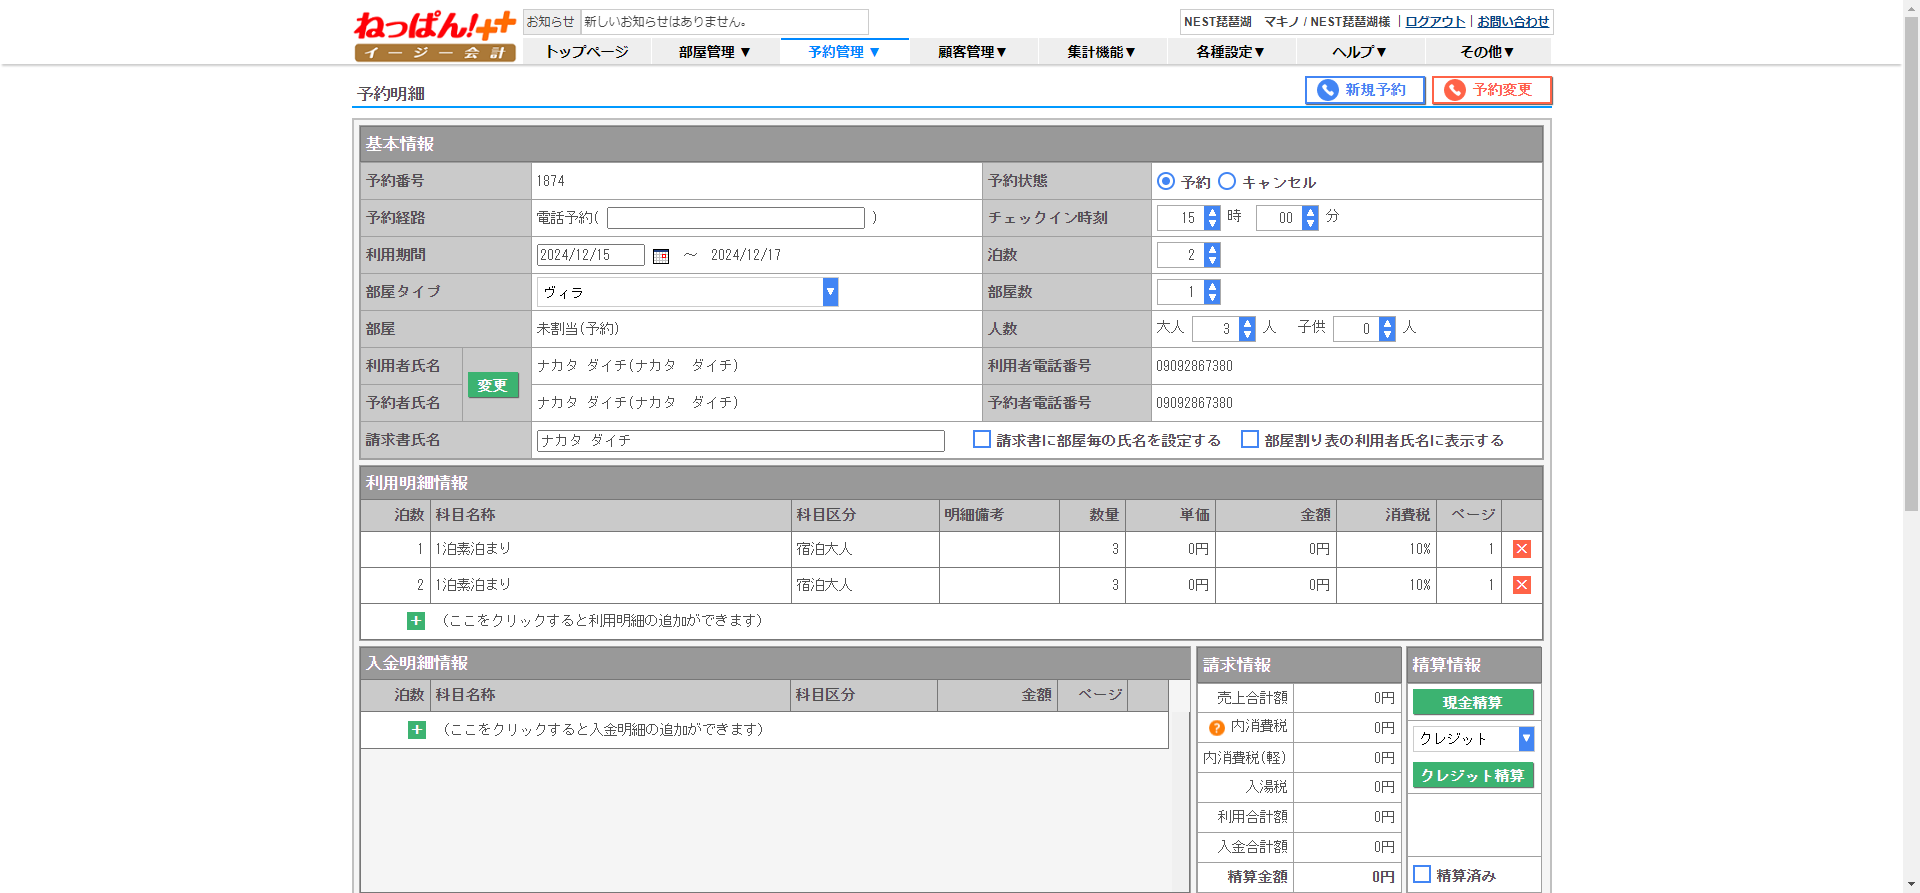 ねっぱん!++
イージー会計
お知らせ 新しいお知らせはありません。
NEST琵琶湖　マキノ / NEST琵琶湖様 | ログアウト | お問い合わせ
トップページ 部屋管理 ▼ 予約管理 ▼ 顧客管理▼ 集計機能▼ 各種設定▼ ヘルプ▼ その他▼
予約明細
新規予約 予約変更
基本情報
予約番号 1874 予約状態 予約 キャンセル
予約経路 電話予約( ) チェックイン時刻 15 時 00 分
利用期間 2024/12/15 ～ 2024/12/17 泊数 2
部屋タイプ ヴィラ 部屋数 1
部屋 未割当(予約) 人数 大人 3 人 子供 0 人
利用者氏名 変更 ナカタ ダイチ(ナカタ　ダイチ) 利用者電話番号 09092867380
予約者氏名 ナカタ ダイチ(ナカタ　ダイチ) 予約者電話番号 09092867380
請求書氏名 ナカタ ダイチ 請求書に部屋毎の氏名を設定する 部屋割り表の利用者氏名に表示する
利用明細情報
泊数 科目名称 科目区分 明細備考 数量 単価 金額 消費税 ページ
1 1泊素泊まり 宿泊大人 3 0円 0円 10% 1
2 1泊素泊まり 宿泊大人 3 0円 0円 10% 1
+ (ここをクリックすると利用明細の追加ができます)
入金明細情報
泊数 科目名称 科目区分 金額 ページ
+ (ここをクリックすると入金明細の追加ができます)
請求情報
売上合計額 0円
? 内消費税 0円
内消費税(軽) 0円
入湯税 0円
利用合計額 0円
入金合計額 0円
精算金額 0円
精算情報
現金精算
クレジット
クレジット精算
精算済み